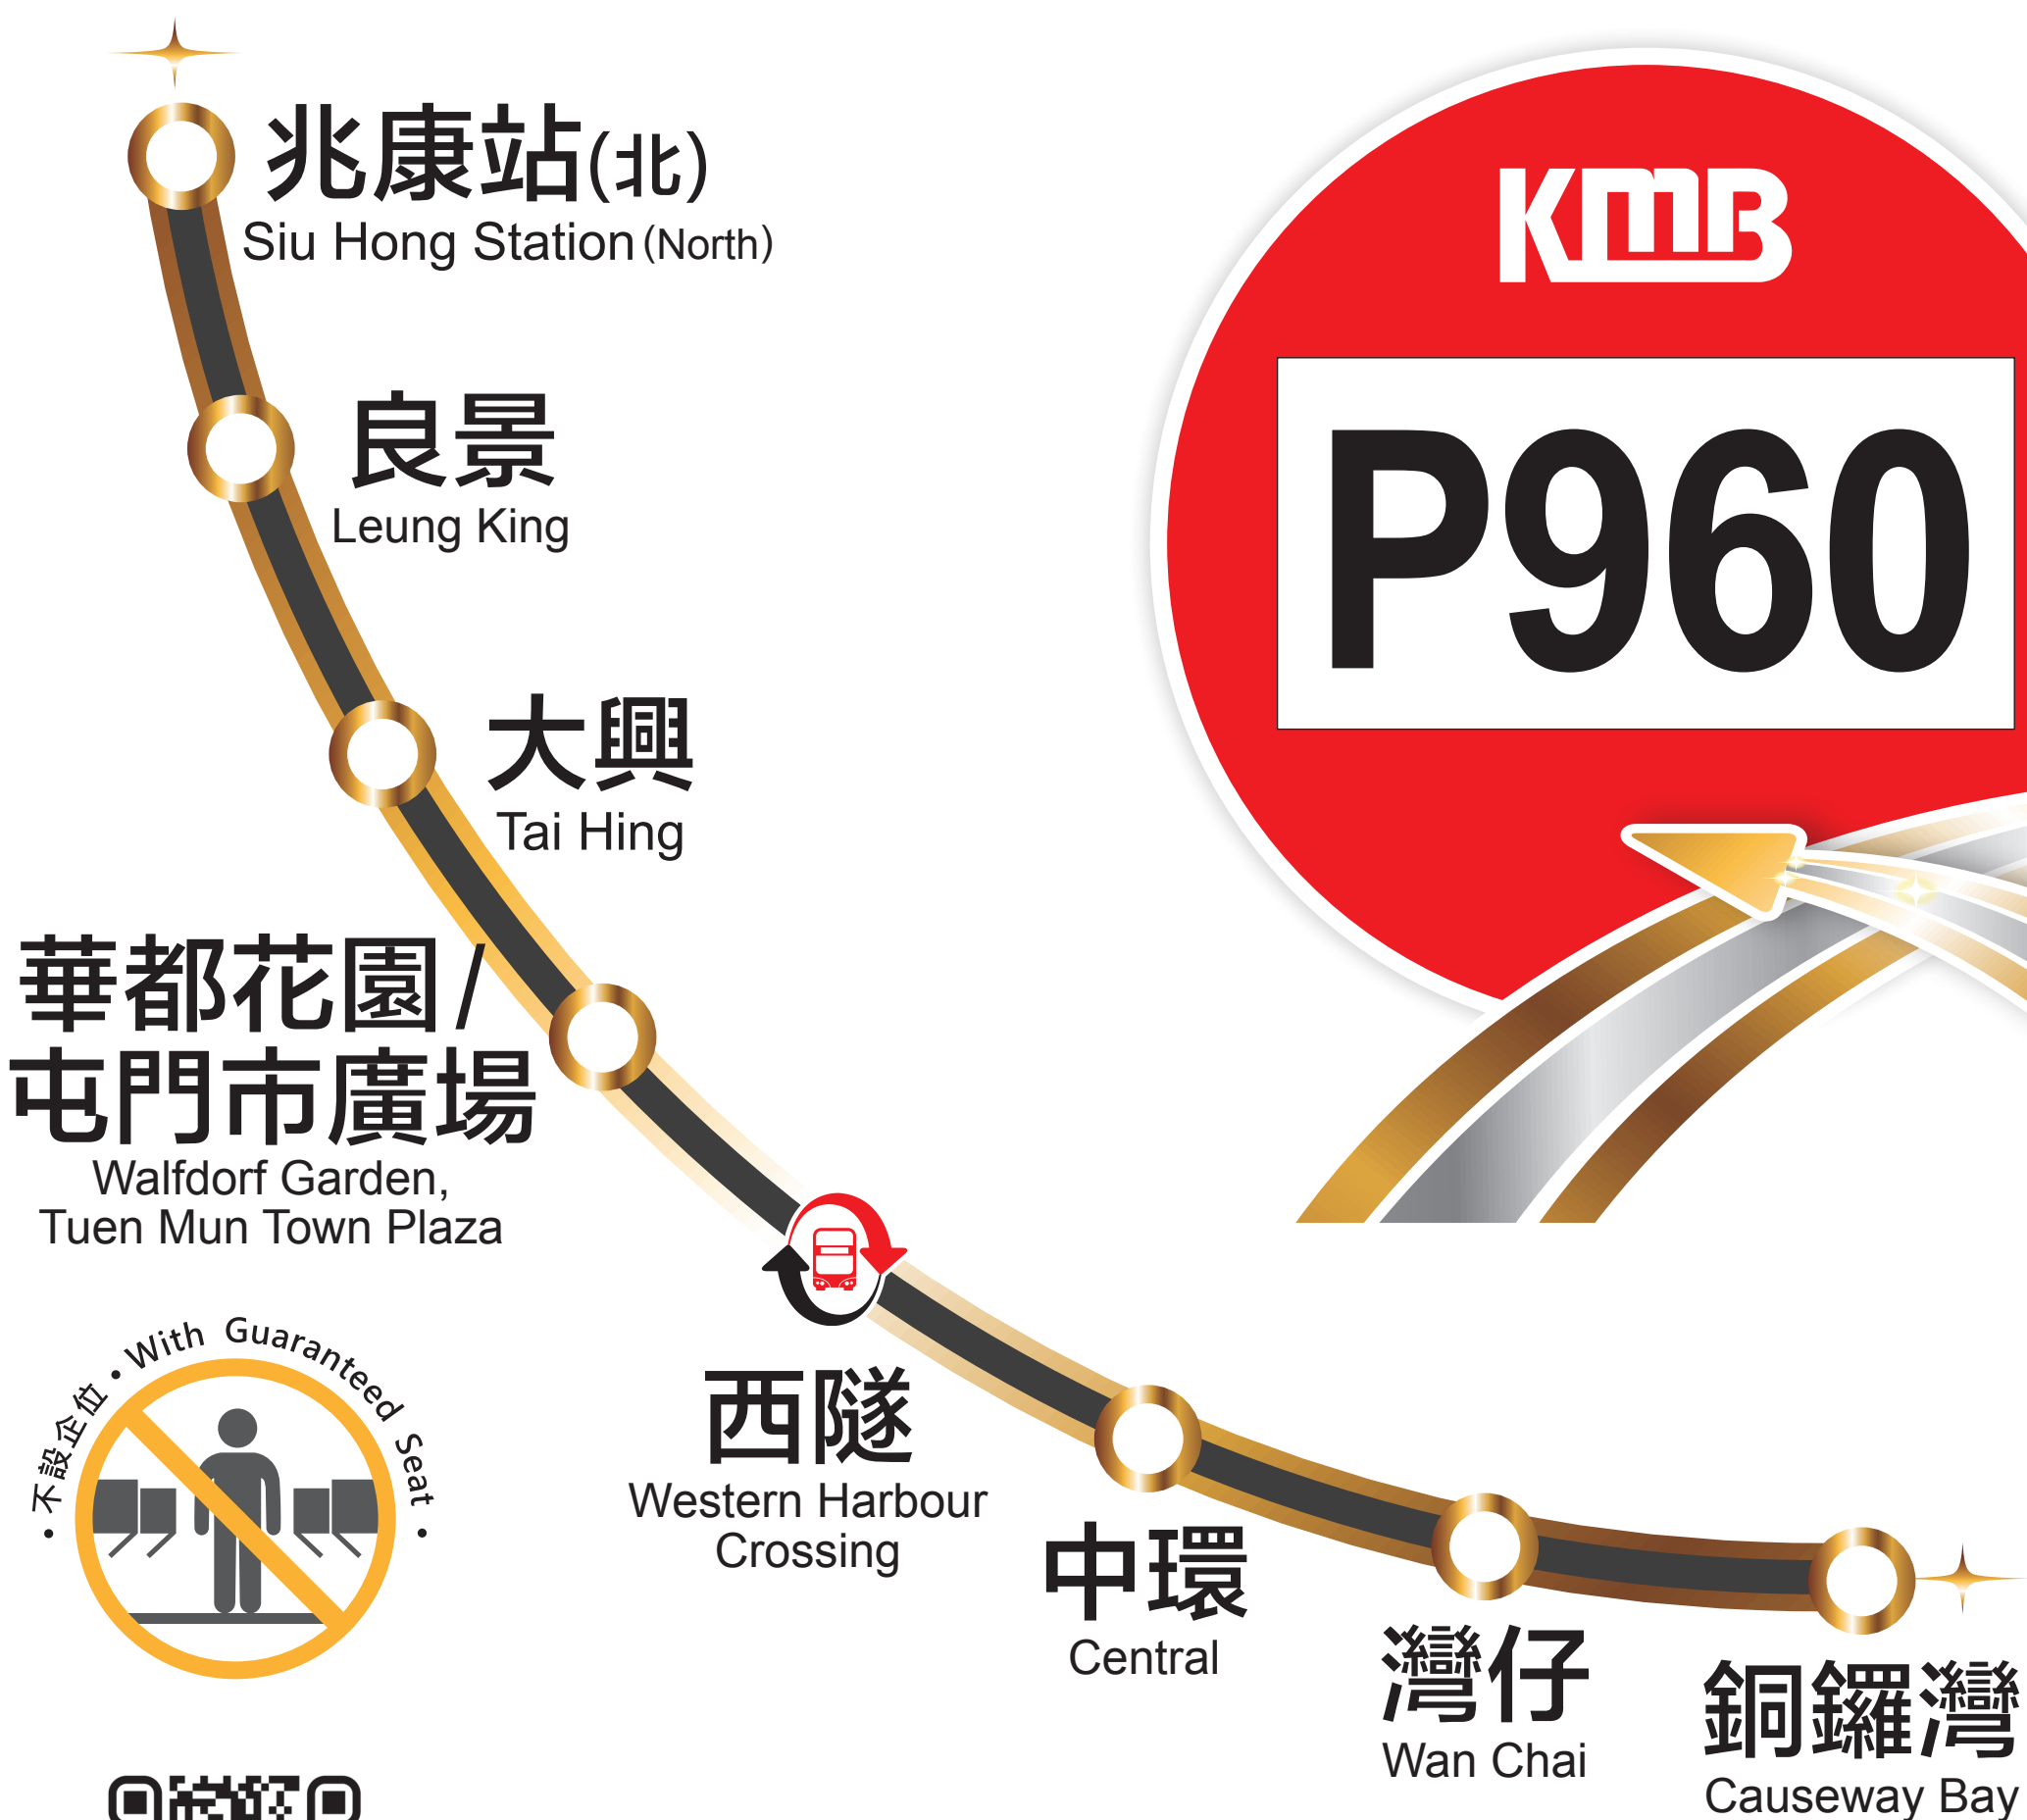 兆康站(北)
Siu Hong Station (North)
KMB
P960
良景
Leung King
大興
Tai Hing
華都花園/
屯門市廣場
Walfdorf Garden,
Tuen Mun Town Plaza
西隧
Western Harbour
Crossing
中環
Central
灣仔
Wan Chai
銅鑼灣
Causeway Bay
•不設企位•With Guaranteed Seat•